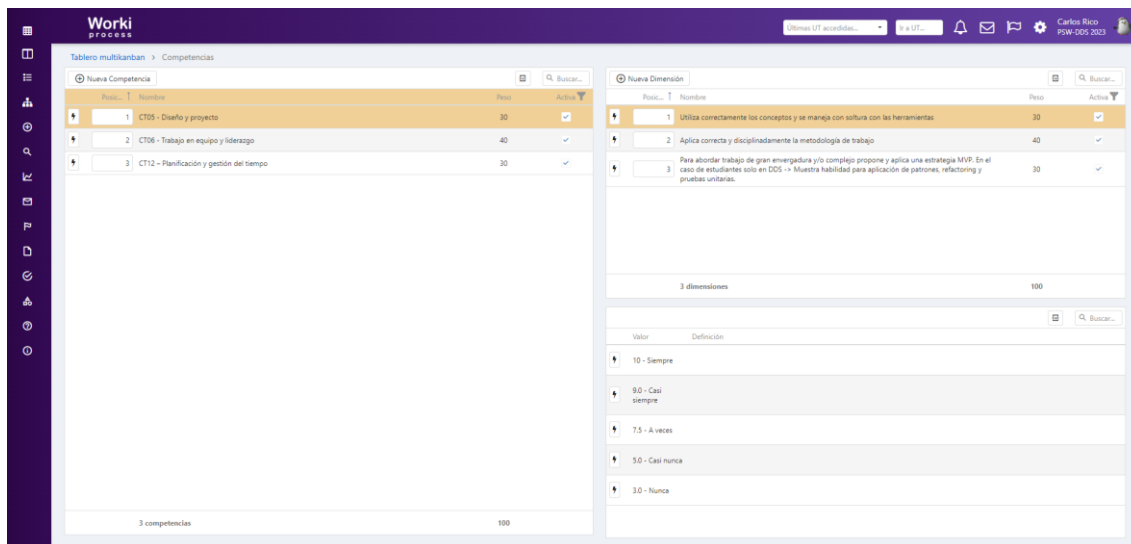 Worki
process
Últimas UT accedidas...
Ir a UT...
Carlos Rico
PSW-DDS 2023
Tablero multikanban > Competencias
Nueva Competencia
Buscar...
Posic... Nombre Peso Activa
1 CT05 - Diseño y proyecto 30
2 CT06 - Trabajo en equipo y liderazgo 40
3 CT12 – Planificación y gestión del tiempo 30
3 competencias 100
Nueva Dimensión
Buscar...
Posic... Nombre Peso Activa
1 Utiliza correctamente los conceptos y se maneja con soltura con las herramientas 30
2 Aplica correcta y disciplinadamente la metodología de trabajo 40
Para abordar trabajo de gran envergadura y/o complejo propone y aplica una estrategia MVP. En el
3 caso de estudiantes solo en DDS -> Muestra habilidad para aplicación de patrones, refactoring y 30
pruebas unitarias.
3 dimensiones 100
Buscar...
Valor Definición
10 - Siempre
9.0 - Casi
siempre
7.5 - A veces
5.0 - Casi nunca
3.0 - Nunca